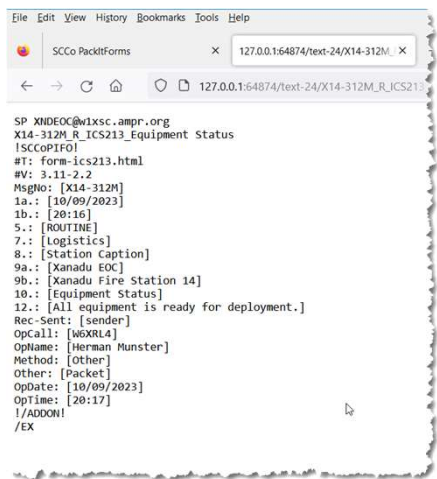 File Edit View History Bookmarks Tools Help
SCCo PackItForms × 127.0.0.1:64874/text-24/X14-312M_ ×
127.0.0.1:64874/text-24/X14-312M_R_ICS213
SP XNDEOC@w1xsc.ampr.org
X14-312M_R_ICS213_Equipment Status
!SCCoPIFO!
#T: form-ics213.html
#V: 3.11-2.2
MsgNo: [X14-312M]
1a.: [10/09/2023]
1b.: [20:16]
5.: [ROUTINE]
7.: [Logistics]
8.: [Station Caption]
9a.: [Xanadu EOC]
9b.: [Xanadu Fire Station 14]
10.: [Equipment Status]
12.: [All equipment is ready for deployment.]
Rec-Sent: [sender]
OpCall: [W6XRL4]
OpName: [Herman Munster]
Method: [Other]
Other: [Packet]
OpDate: [10/09/2023]
OpTime: [20:17]
!/ADDON!
/EX